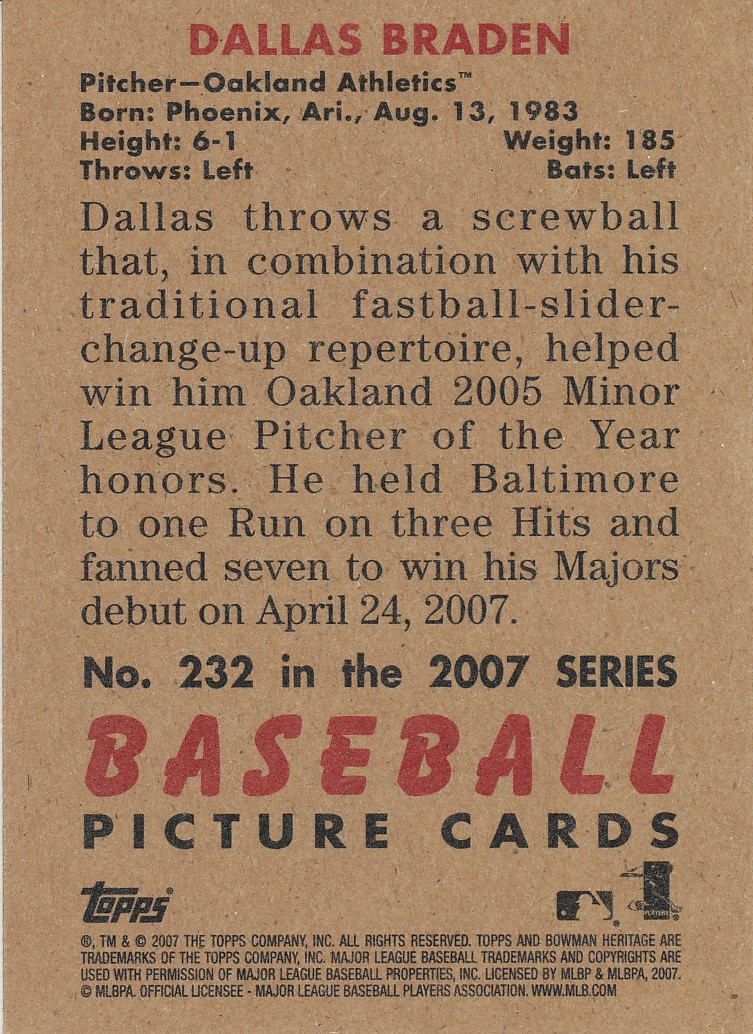 DALLAS BRADEN
Pitcher—Oakland Athletics™
Born: Phoenix, Ari., Aug. 13, 1983
Height: 6-1 Weight: 185
Throws: Left Bats: Left
Dallas throws a screwball
that, in combination with his
traditional fastball-slider-
change-up repertoire, helped
win him Oakland 2005 Minor
League Pitcher of the Year
honors. He held Baltimore
to one Run on three Hits and
fanned seven to win his Majors
debut on April 24, 2007.
No. 232 in the 2007 SERIES
BASEBALL
PICTURE CARDS
Topps®
PLAYERS
®, TM & © 2007 THE TOPPS COMPANY, INC. ALL RIGHTS RESERVED. TOPPS AND BOWMAN HERITAGE ARE
TRADEMARKS OF THE TOPPS COMPANY, INC. MAJOR LEAGUE BASEBALL TRADEMARKS AND COPYRIGHTS ARE
USED WITH PERMISSION OF MAJOR LEAGUE BASEBALL PROPERTIES, INC. LICENSED BY MLBP & MLBPA, 2007.
© MLBPA. OFFICIAL LICENSEE - MAJOR LEAGUE BASEBALL PLAYERS ASSOCIATION. WWW.MLB.COM